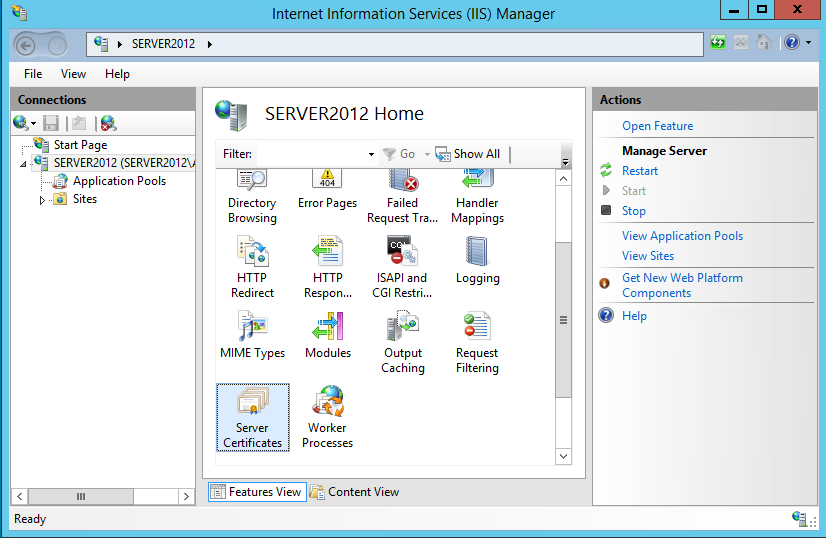 Internet Information Services (IIS) Manager
SERVER2012
File View Help
Connections
Start Page
SERVER2012 (SERVER2012\A
Application Pools
Sites
SERVER2012 Home
Filter: Go Show All
Directory Browsing
404
Error Pages
Failed Request Tra...
Handler Mappings
HTTP Redirect
HTTP Respon...
ISAPI and CGI Restri...
Logging
MIME Types
Modules
Output Caching
Request Filtering
Server Certificates
Worker Processes
Features View
Content View
Actions
Open Feature
Manage Server
Restart
Start
Stop
View Application Pools
View Sites
Get New Web Platform
Components
Help
Ready